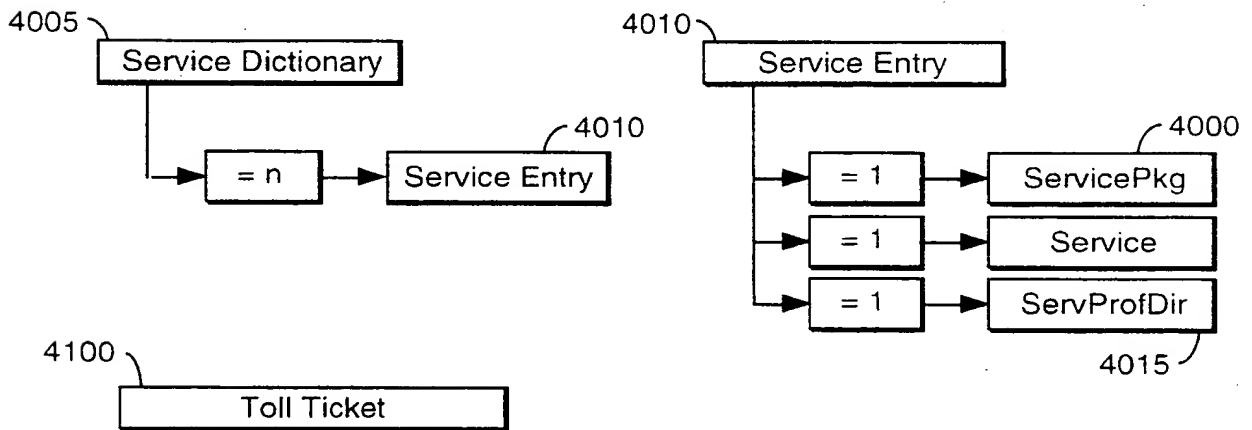 4005
Service Dictionary
= n
4010
Service Entry
4010
Service Entry
4000
= 1
ServicePkg
= 1
Service
= 1
ServProfDir
4015
4100
Toll Ticket